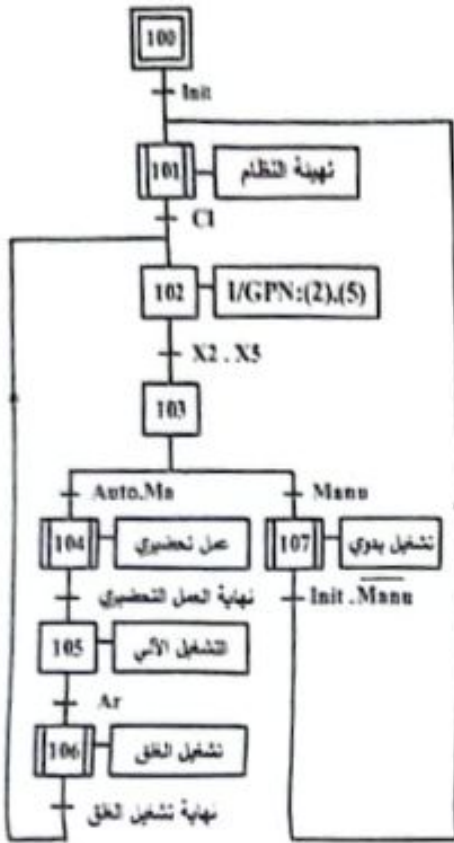 100
Init
101 تهيئة النظام
CI
102 I/GPN:(2),(5)
X2 . X5
103
Auto.Ma Manu
104 عمل تحضيري 107 تشغيل يدوي
نهاية العمل التحضيري Init . M̅a̅n̅u̅
105 التشغيل الآلي
Ar
106 تشغيل الغلق
نهاية تشغيل الغلق